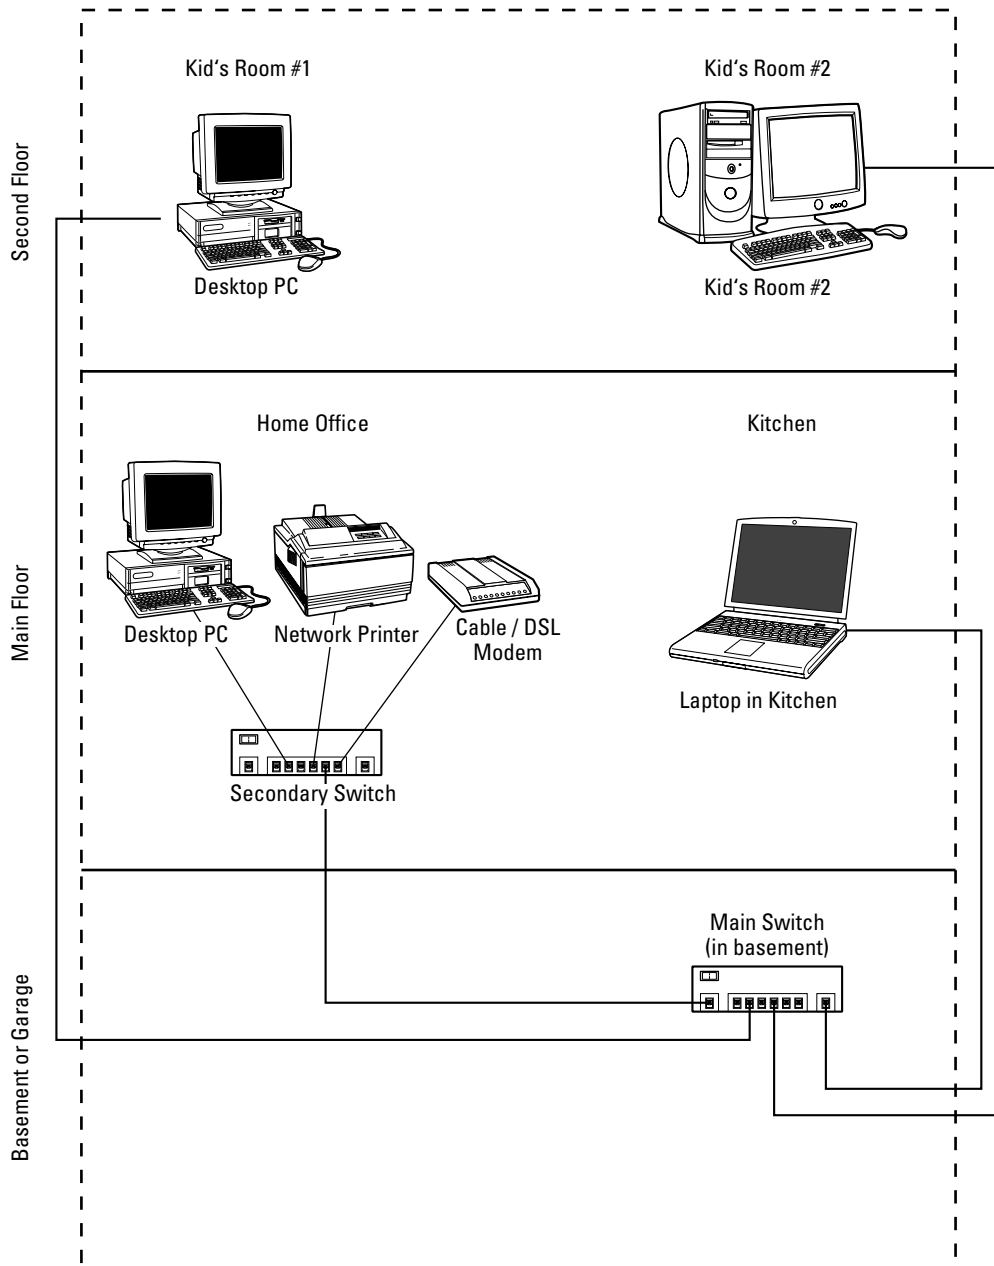 Second Floor
Kid's Room #1
Kid's Room #2
Desktop PC
Kid's Room #2
Main Floor
Home Office
Kitchen
Desktop PC
Network Printer
Cable / DSL
Modem
Laptop in Kitchen
Secondary Switch
Basement or Garage
Main Switch
(in basement)